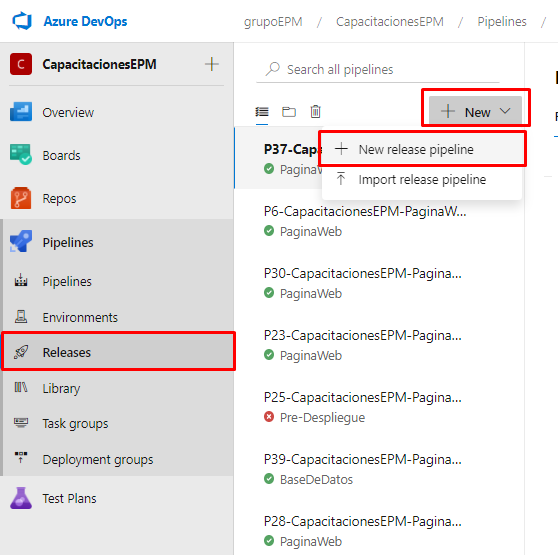 Azure DevOps
grupoEPM / CapacitacionesEPM / Pipelines /
C CapacitacionesEPM
Overview
Boards
Repos
Pipelines
Pipelines
Environments
Releases
Library
Task groups
Deployment groups
Test Plans
Search all pipelines
New
New release pipeline
Import release pipeline
P37-Capa
PaginaW
P6-CapacitacionesEPM-PaginaW...
PaginaWeb
P30-CapacitacionesEPM-Pagina...
PaginaWeb
P23-CapacitacionesEPM-Pagina...
PaginaWeb
P25-CapacitacionesEPM-Pagina...
Pre-Despliegue
P39-CapacitacionesEPM-Pagina...
BaseDeDatos
P28-CapacitacionesEPM-Pagina...
PaginaWeb